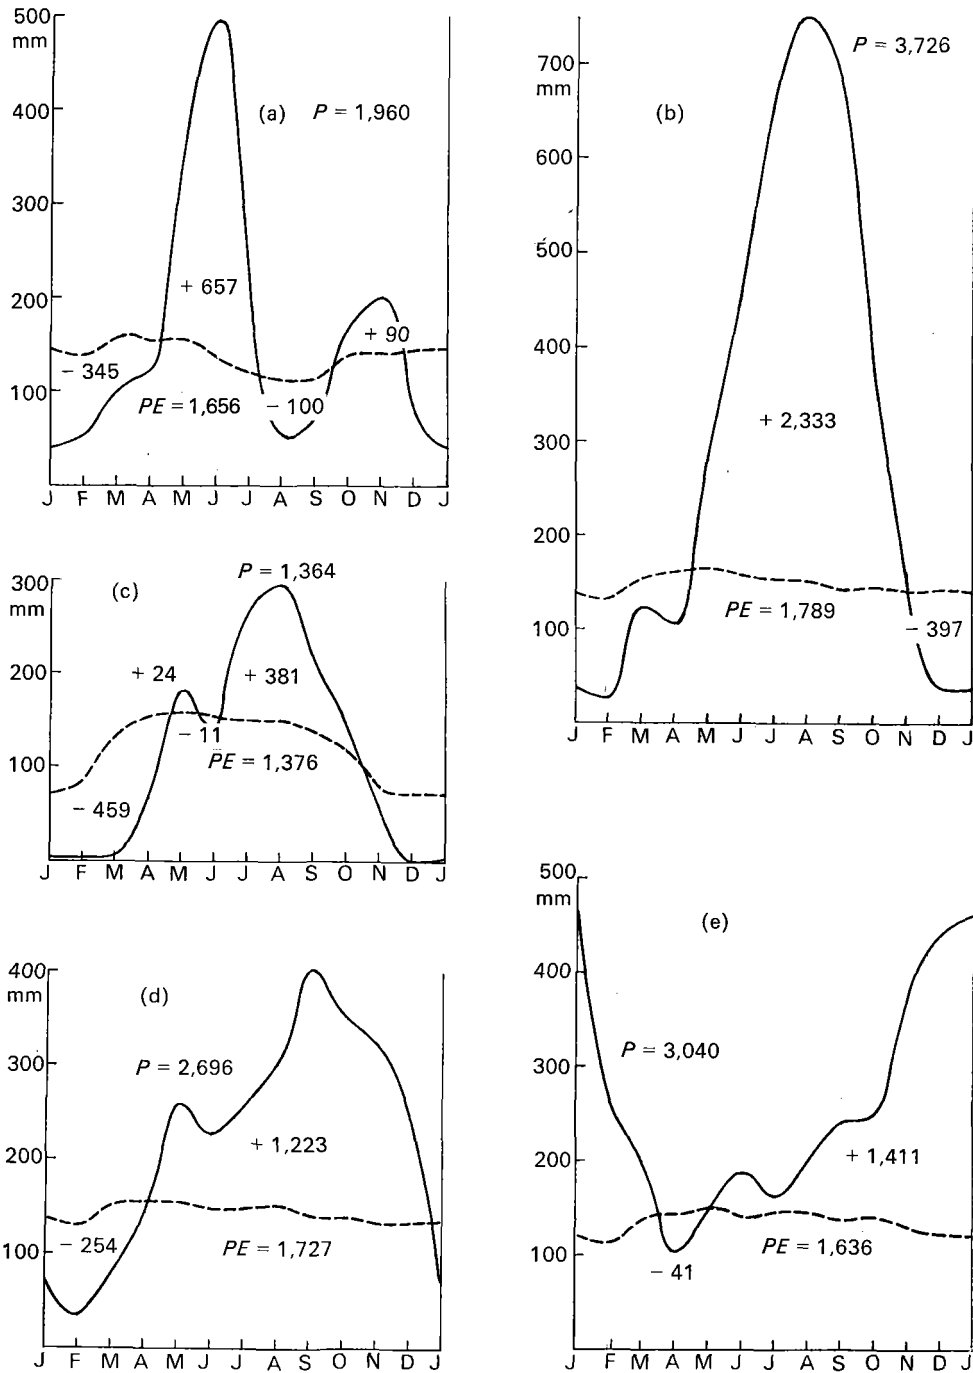 500
mm
400
300
200
100
(a) P = 1,960
+ 657
+ 90
− 345
PE = 1,656
− 100
J F M A M J J A S O N D J
700
mm
600
500
400
300
200
100
P = 3,726
(b)
+ 2,333
PE = 1,789
− 397
J F M A M J J A S O N D J
300
mm
200
100
(c)
P = 1,364
+ 24
+ 381
− 11
PE = 1,376
− 459
J F M A M J J A S O N D J
400
mm
300
200
100
(d)
P = 2,696
+ 1,223
− 254
PE = 1,727
J F M A M J J A S O N D J
500
mm
400
300
200
100
(e)
P = 3,040
+ 1,411
PE = 1,636
− 41
J F M A M J J A S O N D J